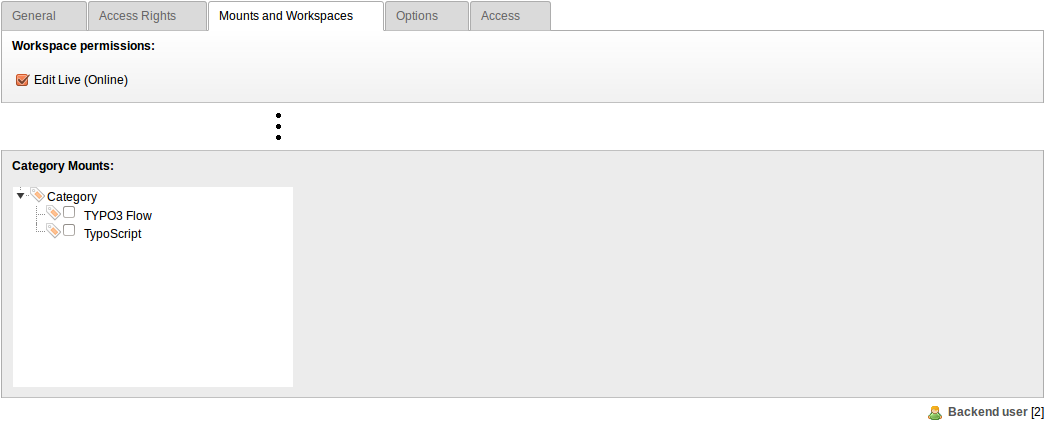 General Access Rights Mounts and Workspaces Options Access
Workspace permissions:
Edit Live (Online)
Category Mounts:
Category
TYPO3 Flow
TypoScript
Backend user [2]